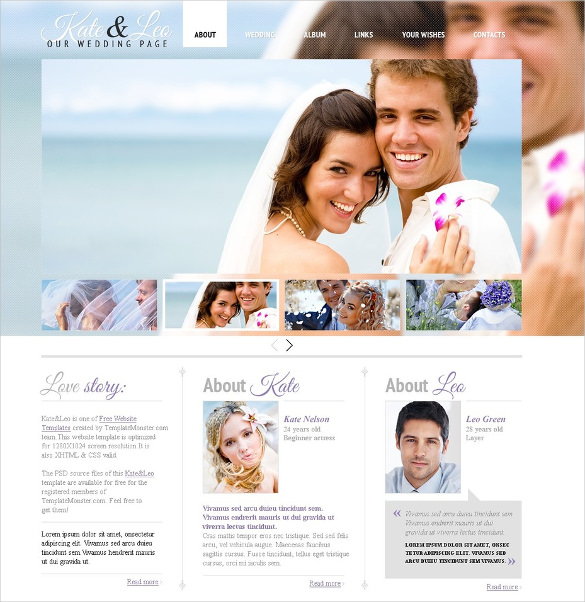 Kate & Leo
OUR WEDDING PAGE
ABOUT
WEDDING
ALBUM
LINKS
YOUR WISHES
CONTACTS
Love story:
Kate&Leo is one of Free Website
Templates created by TemplateMonster.com
team. This website template is optimized
for 1280X1024 screen resolution. It is
also XHTML & CSS valid.
The PSD source files of this Kate&Leo
template are available for free for the
registered members of
TemplateMonster.com. Feel free to
get them!
Lorem ipsum dolor sit amet, consectetur
adipiscing elit. Vivamus sed arcu aduieu
tincidunt sem. Vivamus hendrerit mauris
ut dui gravida ut.
Read more
About Kate
Kate Nelson
24 years old
Beginner actress
Vivamus sed arcu duieu tincidunt sem.
Vivamus endrerit mauris ut dui gravida ut
viverra lectus tincidunt.
Cras mattis tempor eros nec tristique. Sed sed felis
arcu, vel vehicula augue. Maecenas faucibus
sagittis cursus. Fusce tincidunt, tellus eget tristique
cursus, orci mi iaculis sem.
Read more
About Leo
Leo Green
28 years old
Layer
Vivamus sed arcu duieu tincidunt sem
Vivamus endrerit mauris ut dui
gravida ut viverra lectus tincidunt
LOREM IPSUM DOLOR SIT AMET, ONSEC
TETUR ADIPISCING ELIT. VIVAMUS SED
ARCU ADUIEU TINCIDUNT SEM. VIVAMUS
Read more